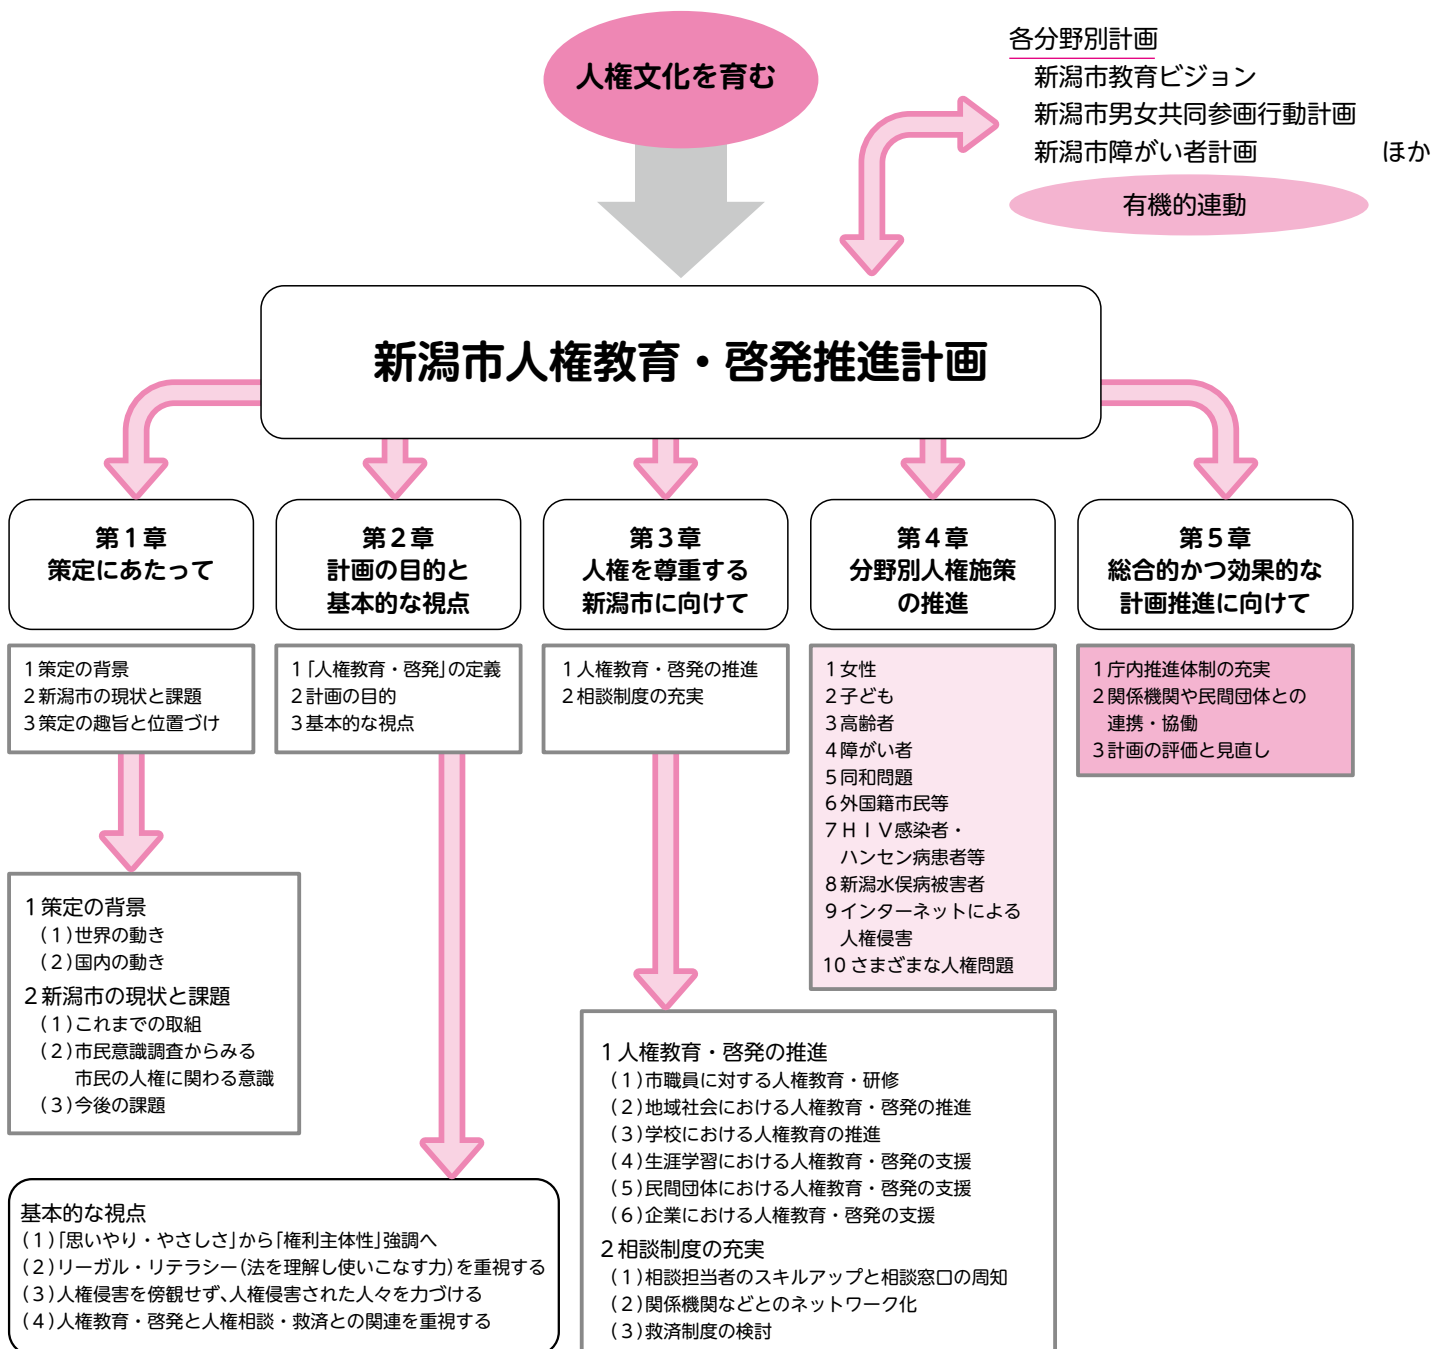 人権文化を育む
各分野別計画
新潟市教育ビジョン
新潟市男女共同参画行動計画
新潟市障がい者計画 ほか
有機的連動
新潟市人権教育・啓発推進計画
第1章
策定にあたって
1 策定の背景
2 新潟市の現状と課題
3 策定の趣旨と位置づけ
1 策定の背景
(1)世界の動き
(2)国内の動き
2 新潟市の現状と課題
(1)これまでの取組
(2)市民意識調査からみる
市民の人権に関わる意識
(3)今後の課題
第2章
計画の目的と
基本的な視点
1 「人権教育・啓発」の定義
2 計画の目的
3 基本的な視点
基本的な視点
(1)「思いやり・やさしさ」から「権利主体性」強調へ
(2)リーガル・リテラシー(法を理解し使いこなす力)を重視する
(3)人権侵害を傍観せず、人権侵害された人々を力づける
(4)人権教育・啓発と人権相談・救済との関連を重視する
第3章
人権を尊重する
新潟市に向けて
1 人権教育・啓発の推進
2 相談制度の充実
1 人権教育・啓発の推進
(1)市職員に対する人権教育・研修
(2)地域社会における人権教育・啓発の推進
(3)学校における人権教育の推進
(4)生涯学習における人権教育・啓発の支援
(5)民間団体における人権教育・啓発の支援
(6)企業における人権教育・啓発の支援
2 相談制度の充実
(1)相談担当者のスキルアップと相談窓口の周知
(2)関係機関などとのネットワーク化
(3)救済制度の検討
第4章
分野別人権施策
の推進
1 女性
2 子ども
3 高齢者
4 障がい者
5 同和問題
6 外国籍市民等
7 HIV感染者・
ハンセン病患者等
8 新潟水俣病被害者
9 インターネットによる
人権侵害
10 さまざまな人権問題
第5章
総合的かつ効果的な
計画推進に向けて
1 庁内推進体制の充実
2 関係機関や民間団体との
連携・協働
3 計画の評価と見直し